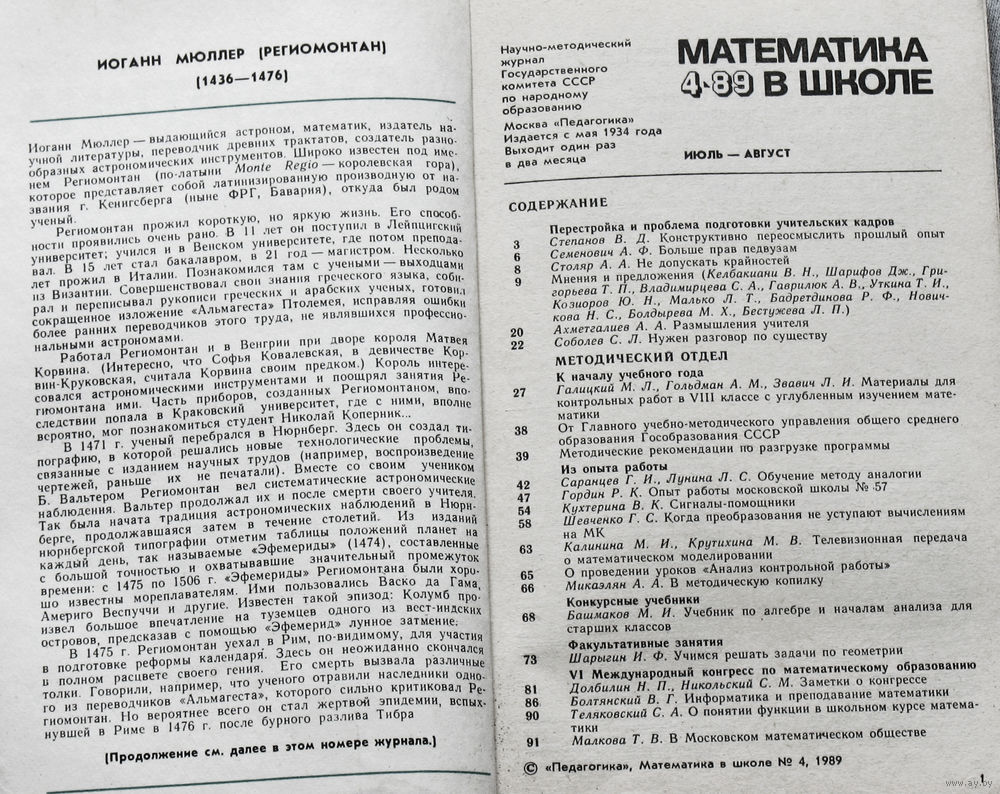 ИОГАНН МЮЛЛЕР (РЕГИОМОНТАН)
(1436—1476)
Иоганн Мюллер — выдающийся астроном, математик, издатель на-
учной литературы, переводчик древних трактатов, создатель разно-
образных астрономических инструментов. Широко известен под име-
нем Региомонтан (по-латыни Monte Regio — королевская гора),
которое представляет собой латинизированную производную от на-
звания г. Кенигсберга (ныне ФРГ, Бавария), откуда был родом
ученый.
Региомонтан прожил короткую, но яркую жизнь. Его способ-
ности проявились очень рано. В 11 лет он поступил в Лейпцигский
университет; учился и в Венском университете, где потом препода-
вал. В 15 лет стал бакалавром, в 21 год — магистром. Несколько
лет прожил в Италии. Познакомился там с учеными — выходцами
из Византии. Совершенствовал свои знания греческого языка, соби-
рал и переписывал рукописи греческих и арабских ученых, готовил
сокращенное изложение «Альмагеста» Птолемея, исправляя ошибки
более ранних переводчиков этого труда, не являвшихся профессио-
нальными астрономами.
Работал Региомонтан и в Венгрии при дворе короля Матвея
Корвина. (Интересно, что Софья Ковалевская, в девичестве Кор-
вин-Круковская, считала Корвина своим предком.) Король интере-
совался астрономическими инструментами и поощрял занятия Ре-
гиомонтана ими. Часть приборов, созданных Региомонтаном, впо-
следствии попала в Краковский университет, где с ними, вполне
вероятно, мог познакомиться студент Николай Коперник...
В 1471 г. ученый перебрался в Нюрнберг. Здесь он создал ти-
пографию, в которой решались новые технологические проблемы,
связанные с изданием научных трудов (например, воспроизведение
чертежей, раньше их не печатали). Вместе со своим учеником
Б. Вальтером Региомонтан вел систематические астрономические
наблюдения. Вальтер продолжал их и после смерти своего учителя.
Так была начата традиция астрономических наблюдений в Нюрн-
берге, продолжавшаяся затем в течение столетий. Из изданий
нюрнбергской типографии отметим таблицы положений планет на
каждый день, так называемые «Эфемериды» (1474), составленные
с большой точностью и охватывавшие значительный промежуток
времени: с 1475 по 1506 г. «Эфемериды» Региомонтана были хоро-
шо известны мореплавателям. Ими пользовались Васко да Гама,
Америго Веспуччи и другие. Известен такой эпизод: Колумб про-
извел большое впечатление на туземцев одного из вест-индских
островов, предсказав с помощью «Эфемерид» лунное затмение.
В 1475 г. Региомонтан уехал в Рим, по-видимому, для участия
в подготовке реформы календаря. Здесь он неожиданно скончался
в полном расцвете своего гения. Его смерть вызвала различные
толки. Говорили, например, что ученого отравили наследники одно-
го из переводчиков «Альмагеста», которого сильно критиковал Ре-
гиомонтан. Но вероятнее всего он стал жертвой эпидемии, вспых-
нувшей в Риме в 1476 г. после бурного разлива Тибра
(Продолжение см. далее в этом номере журнала.)
Научно-методический
журнал
Государственного
комитета СССР
по народному
образованию
Москва «Педагогика»
Издается с мая 1934 года
Выходит один раз
в два месяца
МАТЕМАТИКА
4·89 В ШКОЛЕ
ИЮЛЬ — АВГУСТ
СОДЕРЖАНИЕ
Перестройка и проблема подготовки учительских кадров
3 Степанов В. Д. Конструктивно переосмыслить прошлый опыт
6 Семенович А. Ф. Больше прав педвузам
8 Столяр А. А. Не допускать крайностей
9 Мнения и предложения (Келбакиани В. Н., Шарифов Дж., Гри-
горьева Т. П., Владимирцева С. А., Гаврилюк А. В., Уткина Т. И.,
Козиоров Ю. Н., Малько Л. Т., Бадретдинова Р. Ф., Нович-
кова Н. С., Болдырева М. Х., Бестужева Л. П.)
20 Ахметгалиев А. А. Размышления учителя
22 Соболев С. Л. Нужен разговор по существу
МЕТОДИЧЕСКИЙ ОТДЕЛ
К началу учебного года
27 Галицкий М. Л., Гольдман А. М., Звавич Л. И. Материалы для
контрольных работ в VIII классе с углубленным изучением мате-
матики
38 От Главного учебно-методического управления общего среднего
образования Гособразования СССР
39 Методические рекомендации по разгрузке программы
Из опыта работы
42 Саранцев Г. И., Лунина Л. С. Обучение методу аналогии
47 Гордин Р. К. Опыт работы московской школы № 57
54 Кухтерина В. К. Сигналы-помощники
58 Шевченко Г. С. Когда преобразования не уступают вычислениям
на МК
63 Калинина М. И., Крутихина М. В. Телевизионная передача
о математическом моделировании
65 О проведении уроков «Анализ контрольной работы»
66 Микаэлян А. А. В методическую копилку
Конкурсные учебники
68 Башмаков М. И. Учебник по алгебре и началам анализа для
старших классов
Факультативные занятия
73 Шарыгин И. Ф. Учимся решать задачи по геометрии
VI Международный конгресс по математическому образованию
81 Долбилин Н. П., Никольский С. М. Заметки о конгрессе
86 Болтянский В. Г. Информатика и преподавание математики
90 Теляковский С. А. О понятии функции в школьном курсе матема-
тики
91 Малкова Т. В. В Московском математическом обществе
© «Педагогика», Математика в школе № 4, 1989
1
www.ay.by